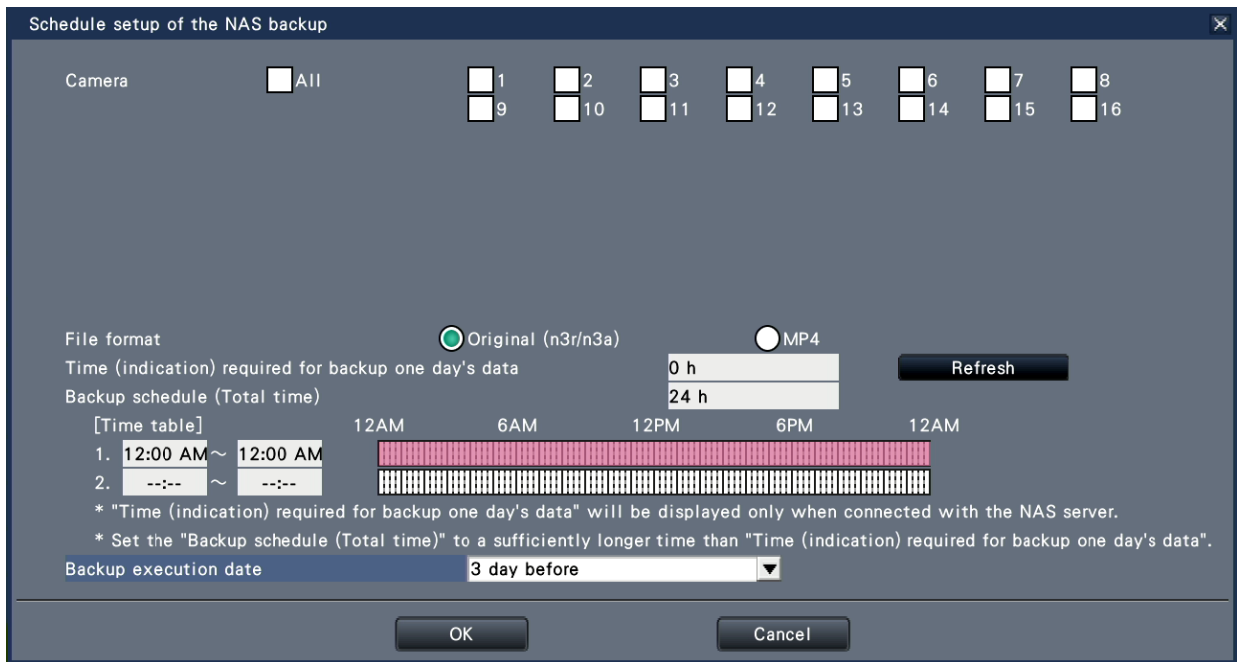 Schedule setup of the NAS backup
Camera All 1 2 3 4 5 6 7 8
9 10 11 12 13 14 15 16
File format Original (n3r/n3a) MP4
Time (indication) required for backup one day's data 0 h Refresh
Backup schedule (Total time) 24 h
[Time table] 12AM 6AM 12PM 6PM 12AM
1. 12:00 AM ~ 12:00 AM
2. --:-- ~ --:--
* "Time (indication) required for backup one day's data" will be displayed only when connected with the NAS server.
* Set the "Backup schedule (Total time)" to a sufficiently longer time than "Time (indication) required for backup one day's data".
Backup execution date 3 day before
OK Cancel